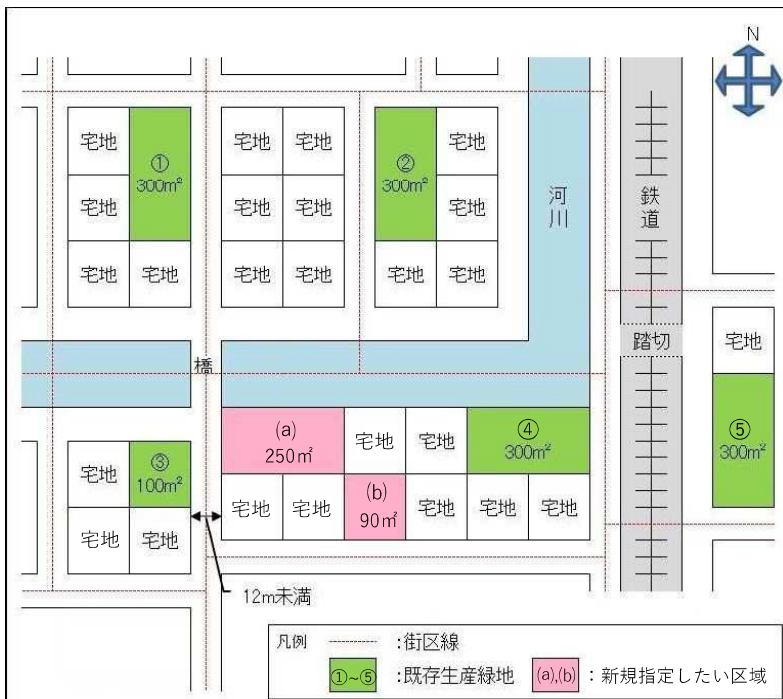 N
宅地
①
300m²
宅地
宅地 宅地
宅地 宅地
宅地 宅地
宅地 宅地
②
300m²
宅地
宅地
宅地 宅地
河川
鉄道
橋
踏切
宅地
⑤
300m²
(a)
250㎡
宅地
宅地
④
300m²
宅地 宅地
(b)
90㎡
宅地 宅地 宅地
宅地
③
100m²
宅地 宅地
12m未満
凡例
:街区線
①~⑤ :既存生産緑地
(a),(b) : 新規指定したい区域